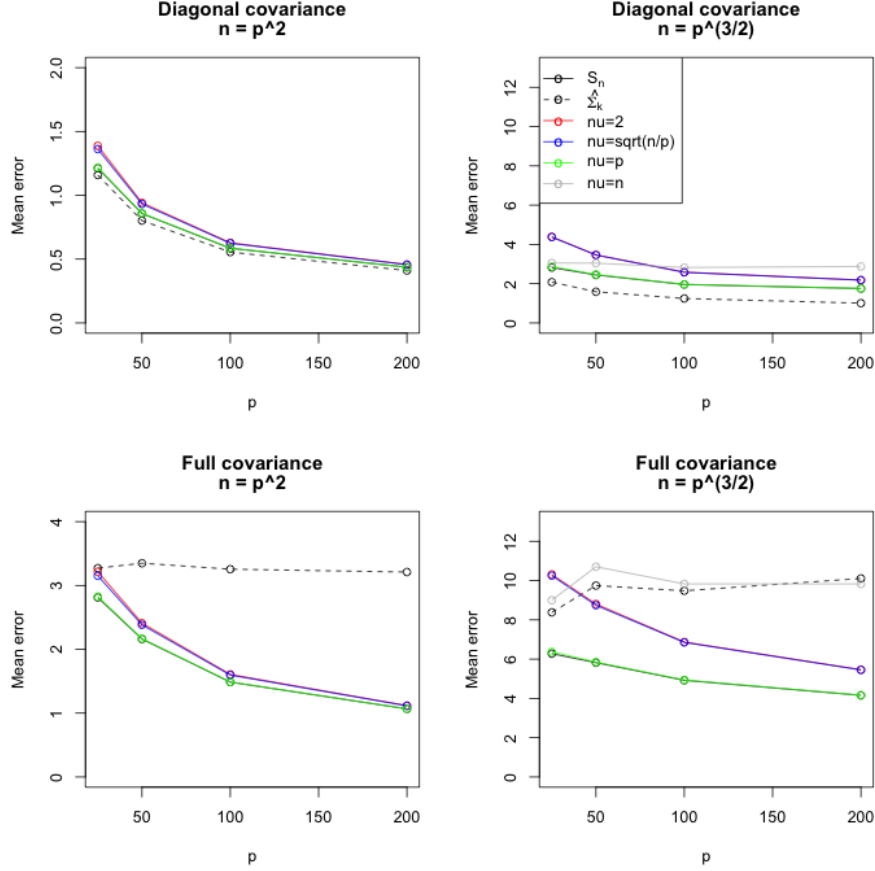 Diagonal covariance
n = p^2
Mean error
2.0
1.5
1.0
0.5
0.0
50
100
150
200
p
Diagonal covariance
n = p^(3/2)
Mean error
12
10
8
6
4
2
0
S_n
Σ̂_k
nu=2
nu=sqrt(n/p)
nu=p
nu=n
50
100
150
200
p
Full covariance
n = p^2
Mean error
4
3
2
1
0
50
100
150
200
p
Full covariance
n = p^(3/2)
Mean error
12
10
8
6
4
2
0
50
100
150
200
p